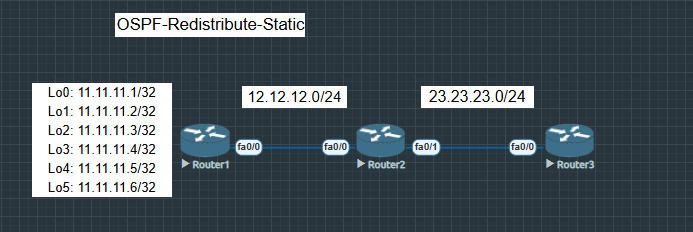 OSPF-Redistribute-Static
Lo0: 11.11.11.1/32
Lo1: 11.11.11.2/32
Lo2: 11.11.11.3/32
Lo3: 11.11.11.4/32
Lo4: 11.11.11.5/32
Lo5: 11.11.11.6/32
12.12.12.0/24
23.23.23.0/24
fa0/0
fa0/0
fa0/1
fa0/0
Router1
Router2
Router3